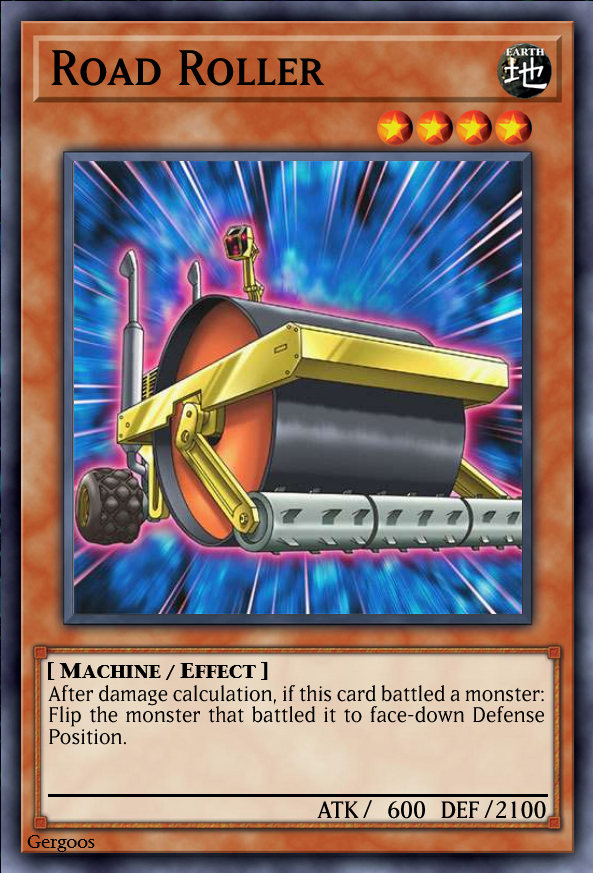 Road Roller
EARTH
地
[ Machine / Effect ]
After damage calculation, if this card battled a monster:
Flip the monster that battled it to face-down Defense
Position.
ATK / 600 DEF /2100
Gergoos